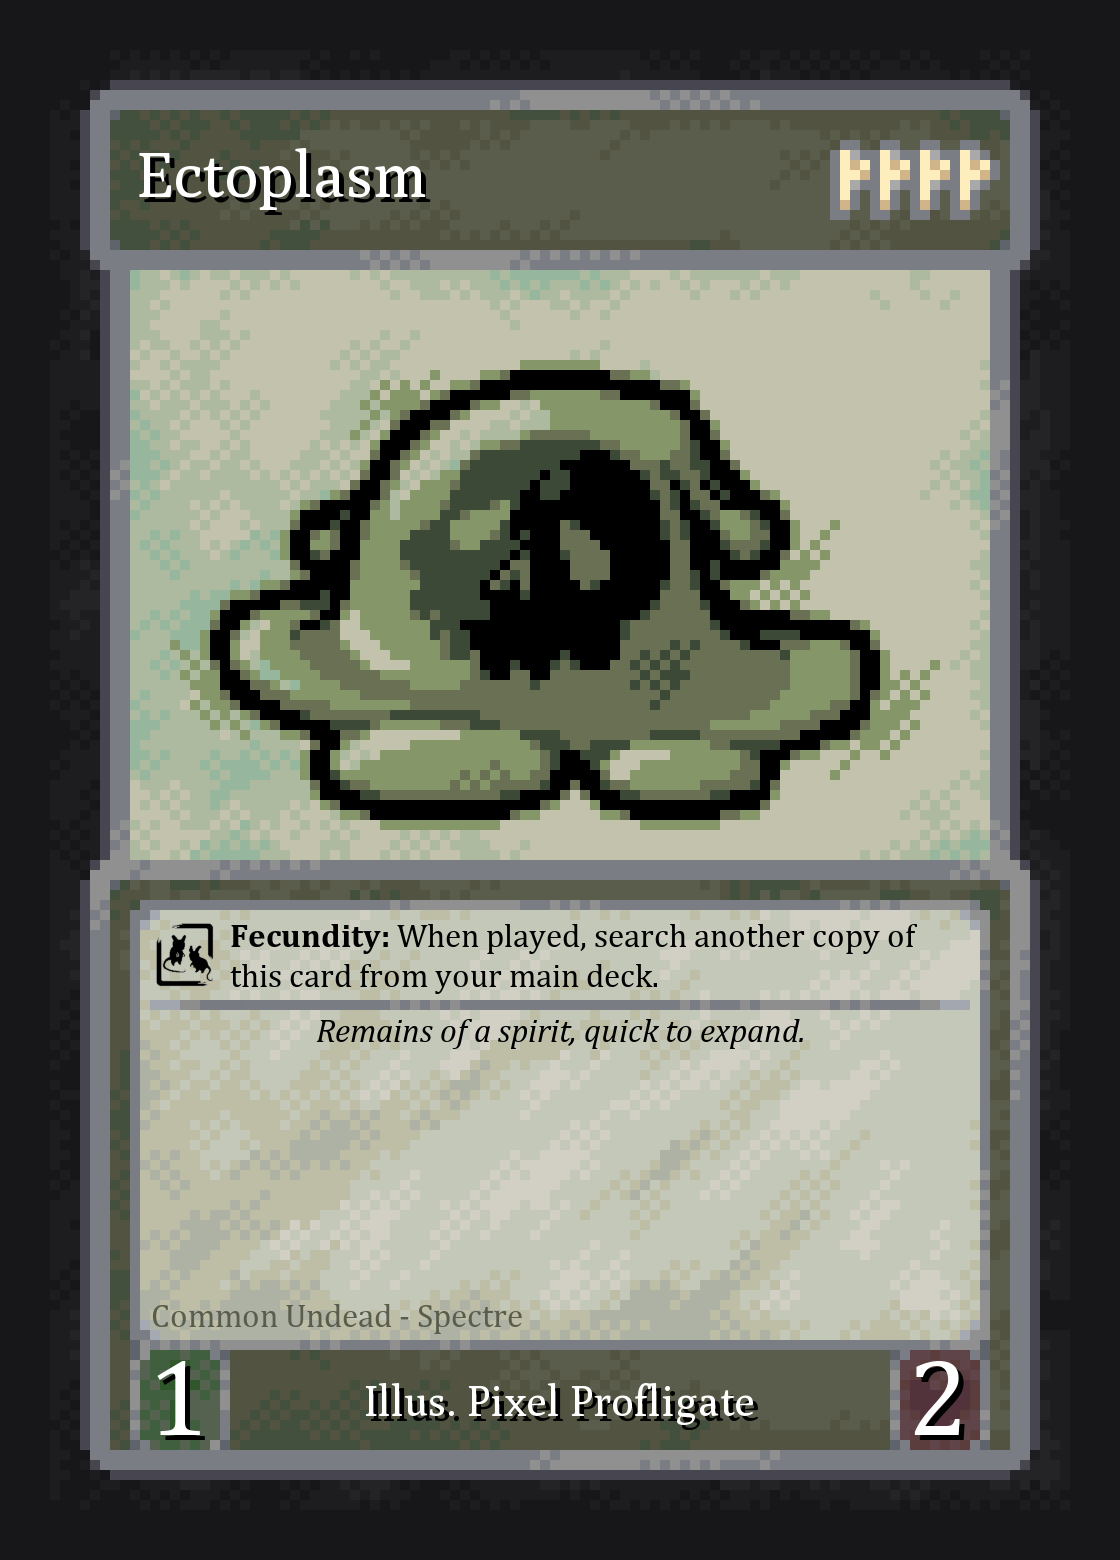 Ectoplasm
Fecundity: When played, search another copy of
this card from your main deck.
Remains of a spirit, quick to expand.
Common Undead - Spectre
1
Illus. Pixel Profligate
2